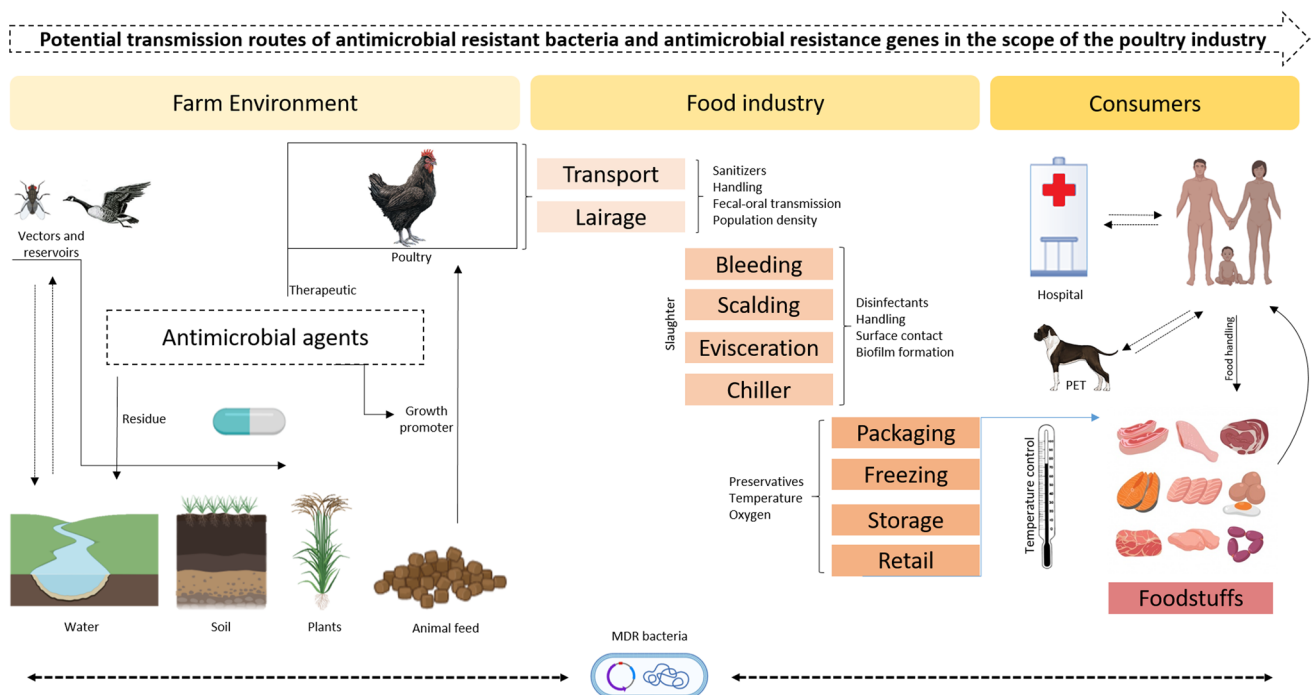 Potential transmission routes of antimicrobial resistant bacteria and antimicrobial resistance genes in the scope of the poultry industry
Farm Environment
Food industry
Consumers
Vectors and
reservoirs
Poultry
Therapeutic
Antimicrobial agents
Residue
Growth
promoter
Water
Soil
Plants
Animal feed
Transport
Lairage
Sanitizers
Handling
Fecal-oral transmission
Population density
Slaughter
Bleeding
Scalding
Evisceration
Chiller
Disinfectants
Handling
Surface contact
Biofilm formation
Preservatives
Temperature
Oxygen
Packaging
Freezing
Storage
Retail
Hospital
PET
Food handling
Temperature control
Foodstuffs
MDR bacteria